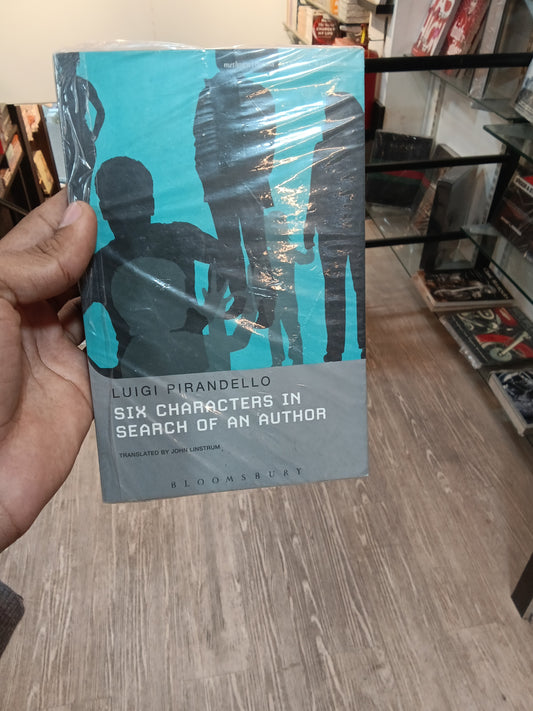 LUIGI PIRANDELLO
SIX CHARACTERS IN
SEARCH OF AN AUTHOR
TRANSLATED BY JOHN LINSTRUM
BLOOMSBURY